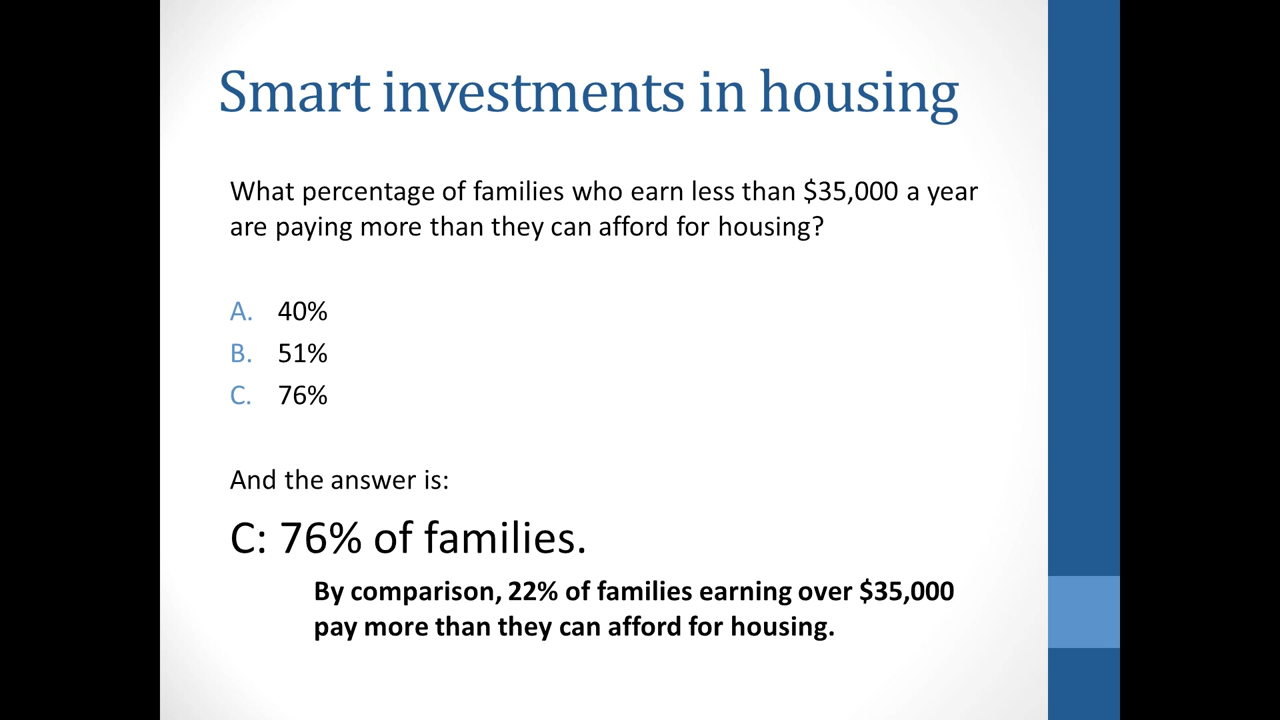 Smart investments in housing
What percentage of families who earn less than $35,000 a year
are paying more than they can afford for housing?
A. 40%
B. 51%
C. 76%
And the answer is:
C: 76% of families.
By comparison, 22% of families earning over $35,000
pay more than they can afford for housing.